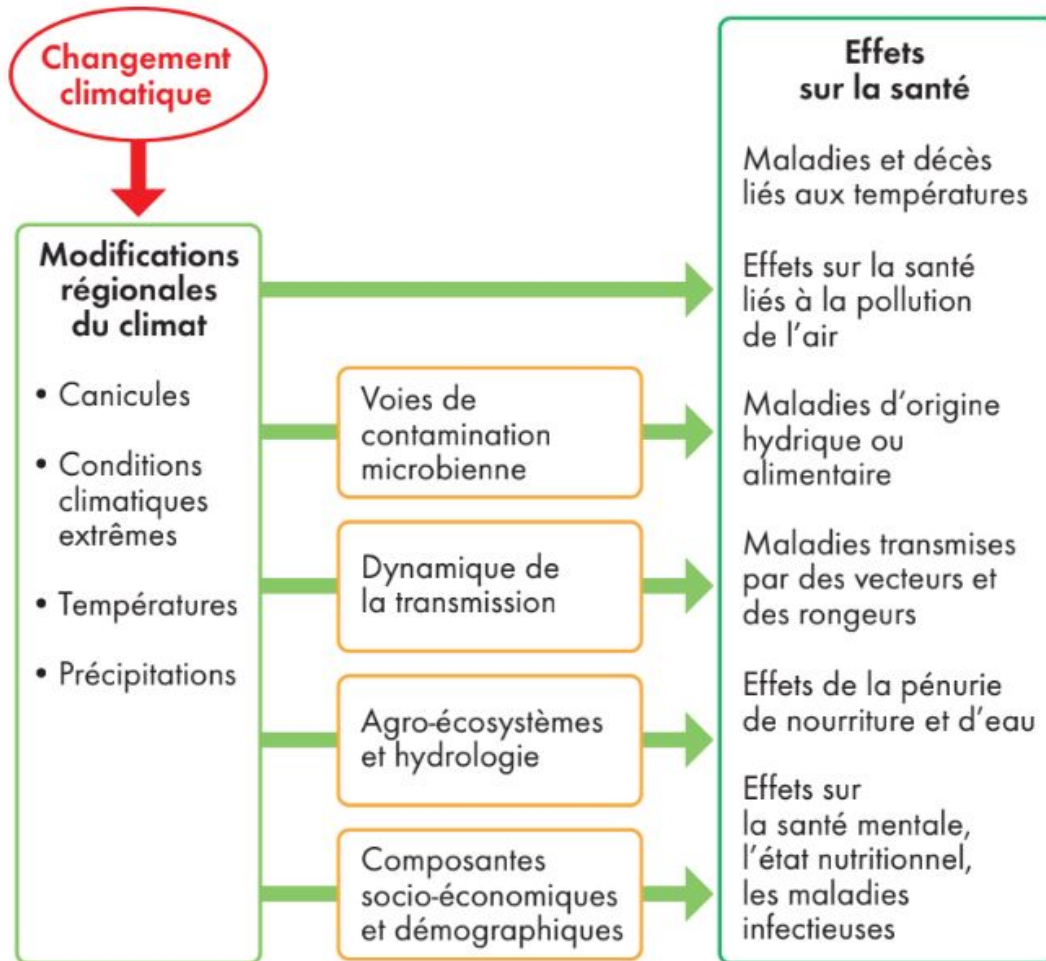 Changement
climatique
Modifications
régionales
du climat
• Canicules
• Conditions
climatiques
extrêmes
• Températures
• Précipitations
Voies de
contamination
microbienne
Dynamique de
la transmission
Agro-écosystèmes
et hydrologie
Composantes
socio-économiques
et démographiques
Effets
sur la santé
Maladies et décès
liés aux températures
Effets sur la santé
liés à la pollution
de l’air
Maladies d’origine
hydrique ou
alimentaire
Maladies transmises
par des vecteurs et
des rongeurs
Effets de la pénurie
de nourriture et d’eau
Effets sur
la santé mentale,
l’état nutritionnel,
les maladies
infectieuses